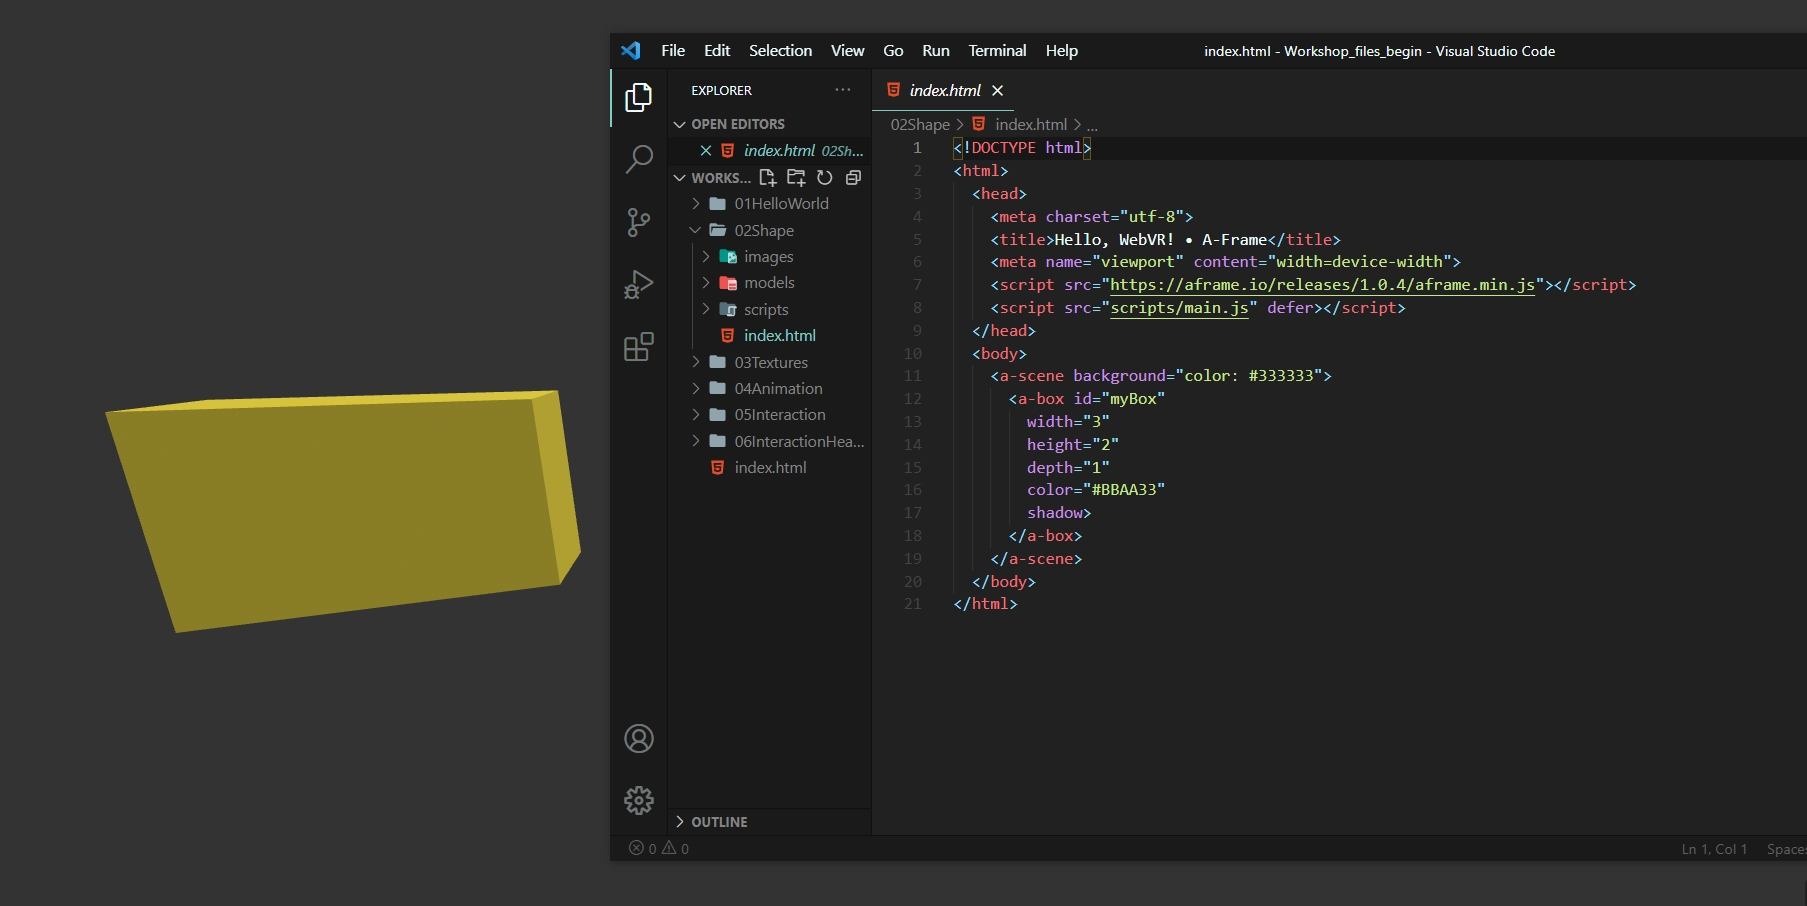 File Edit Selection View Go Run Terminal Help
index.html - Workshop_files_begin - Visual Studio Code
EXPLORER ...
OPEN EDITORS
index.html 02Sh...
WORKS...
01HelloWorld
02Shape
images
models
scripts
index.html
03Textures
04Animation
05Interaction
06InteractionHea...
index.html
OUTLINE
index.html
02Shape > index.html > ...
1 <!DOCTYPE html>
2 <html>
3 <head>
4 <meta charset="utf-8">
5 <title>Hello, WebVR! • A-Frame</title>
6 <meta name="viewport" content="width=device-width">
7 <script src="https://aframe.io/releases/1.0.4/aframe.min.js"></script>
8 <script src="scripts/main.js" defer></script>
9 </head>
10 <body>
11 <a-scene background="color: #333333">
12 <a-box id="myBox"
13 width="3"
14 height="2"
15 depth="1"
16 color="#BBAA33"
17 shadow>
18 </a-box>
19 </a-scene>
20 </body>
21 </html>
0 0
Ln 1, Col 1 Spaces